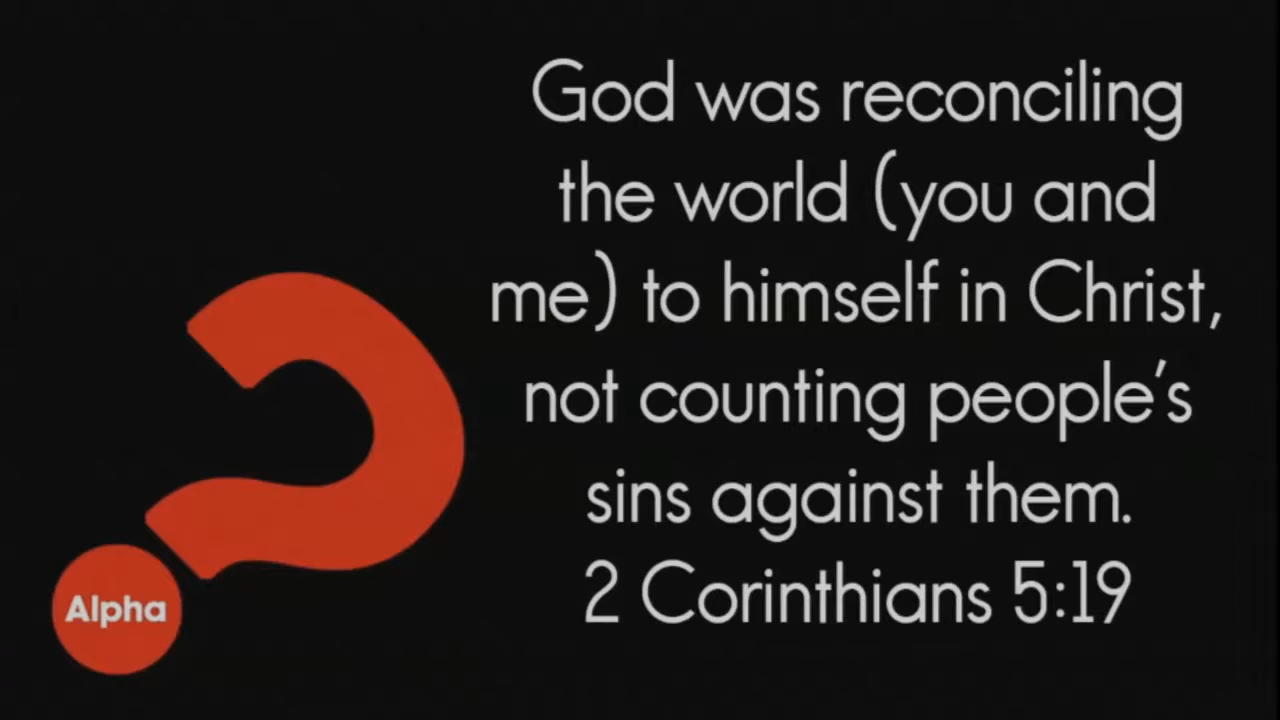 God was reconciling
the world (you and
me) to himself in Christ,
not counting people's
sins against them.
2 Corinthians 5:19
Alpha